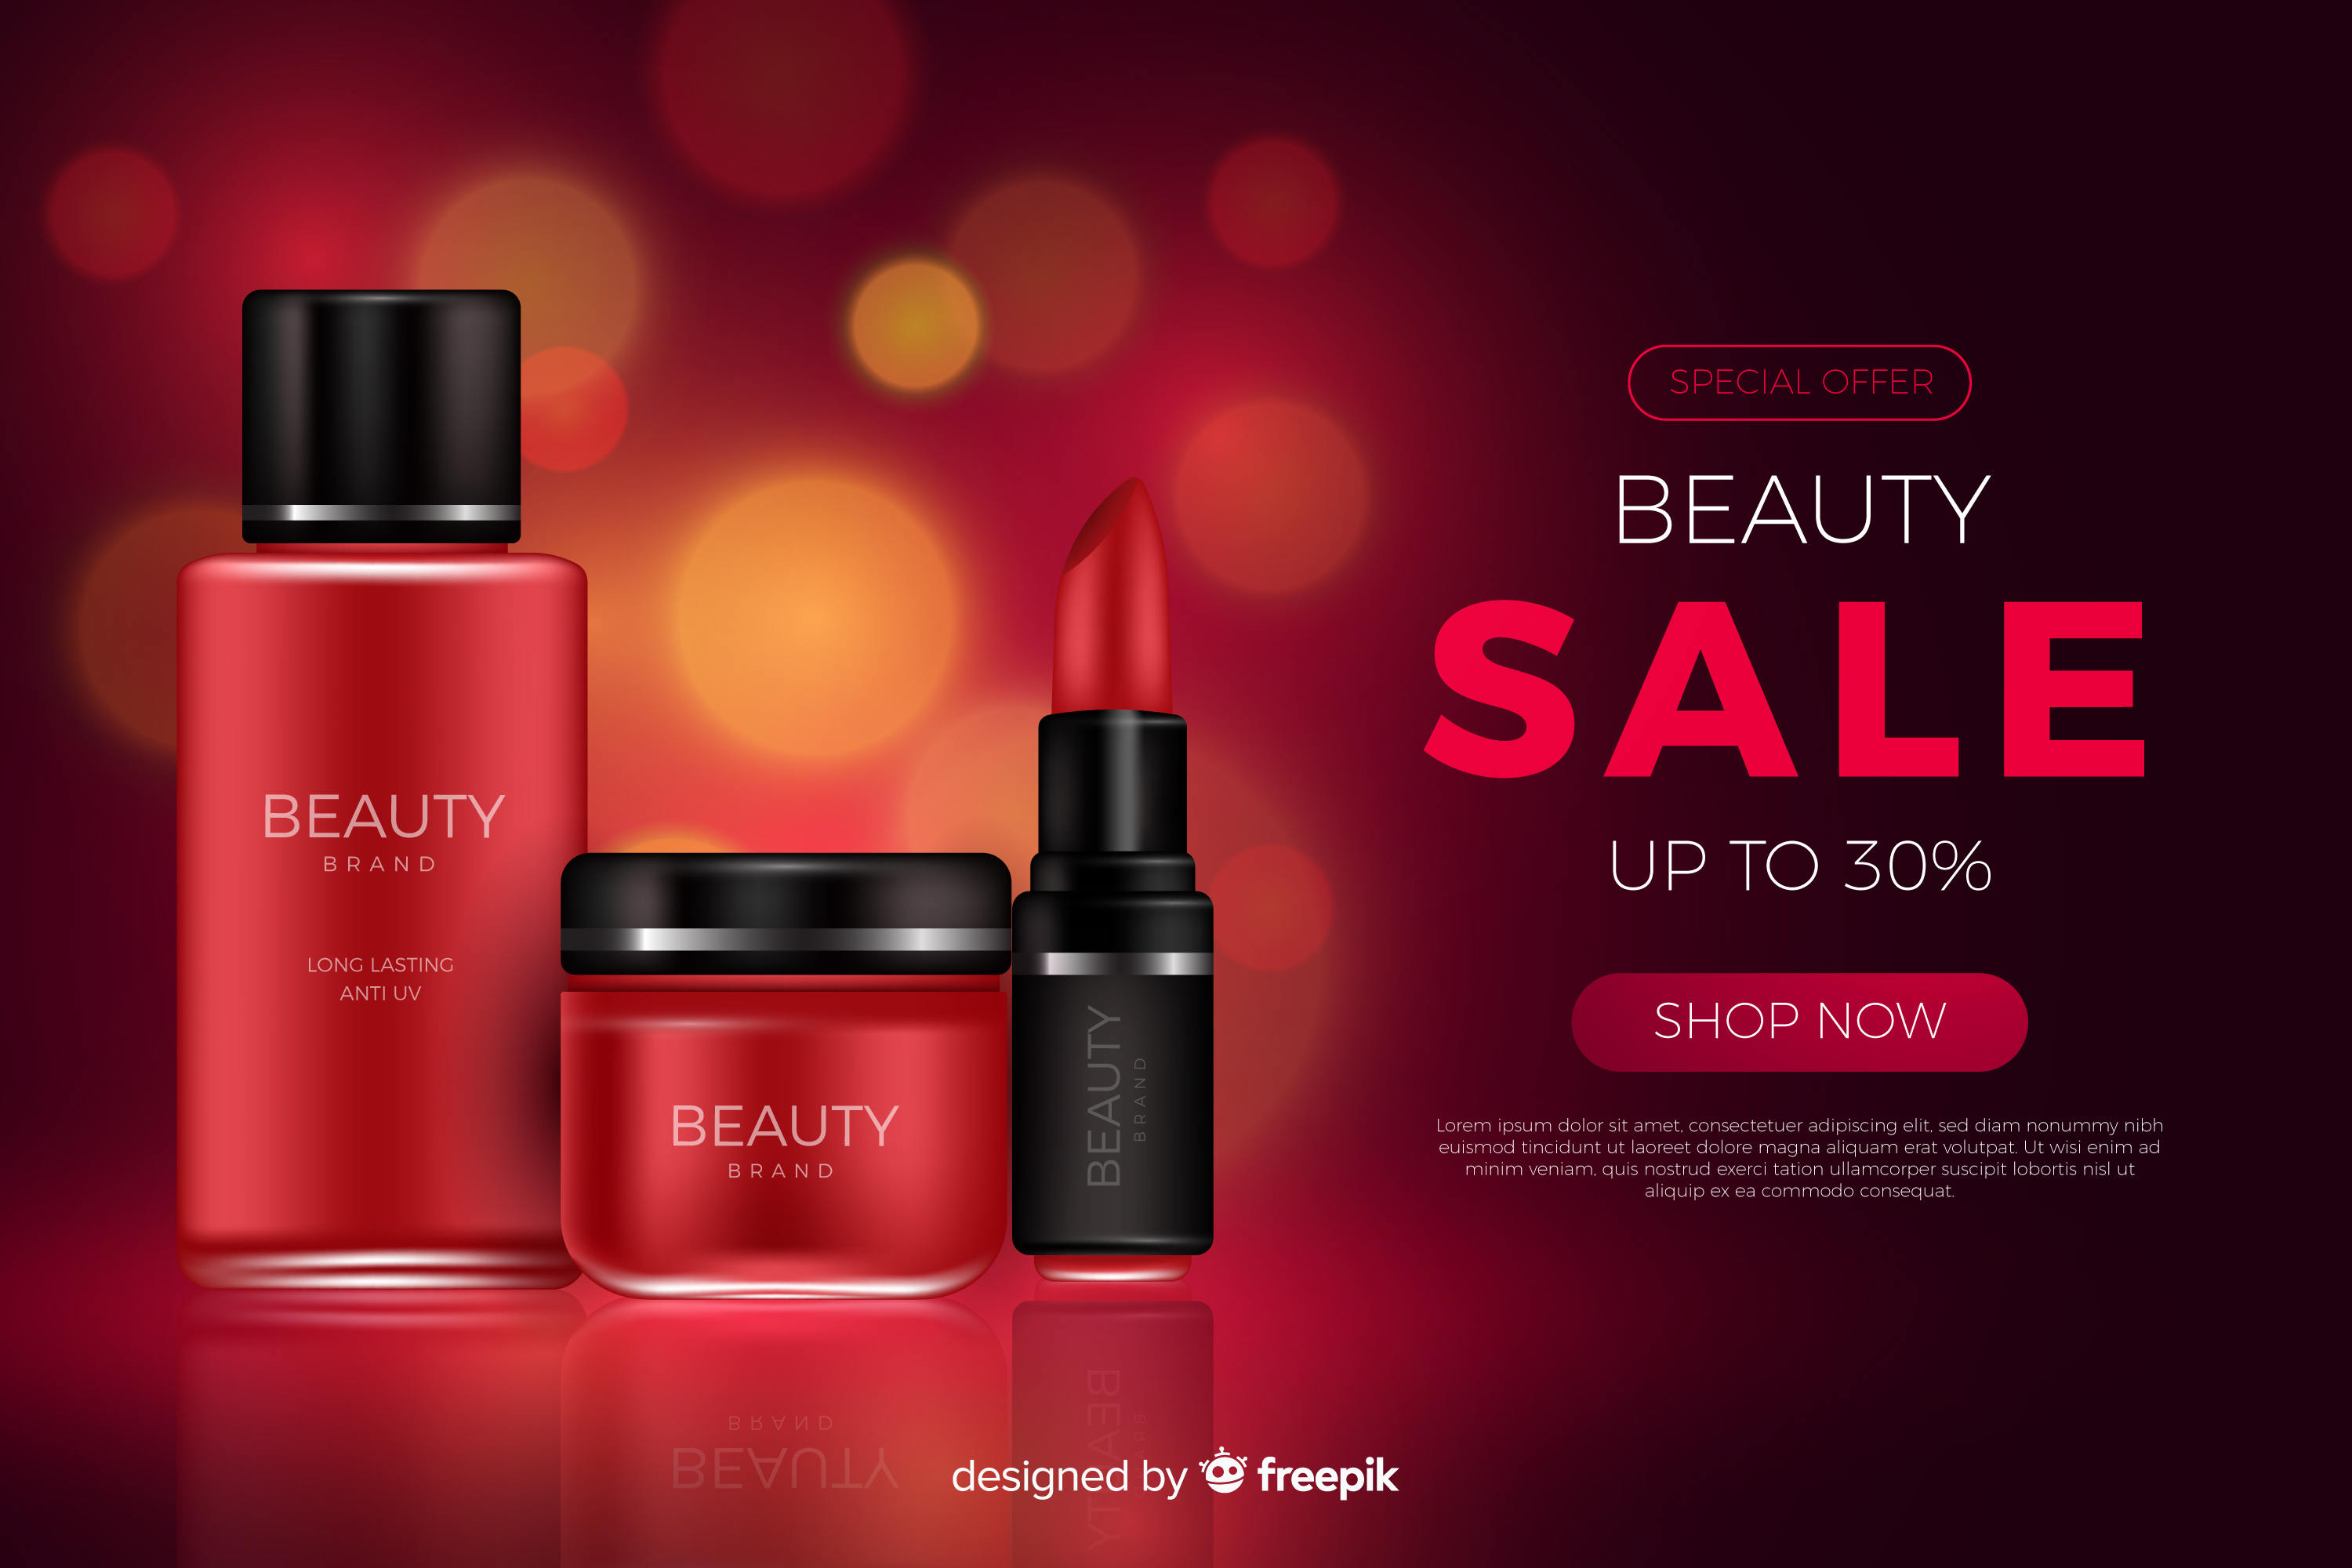 SPECIAL OFFER
BEAUTY
SALE
UP TO 30%
SHOP NOW
Lorem ipsum dolor sit amet, consectetuer adipiscing elit, sed diam nonummy nibh
euismod tincidunt ut laoreet dolore magna aliquam erat volutpat. Ut wisi enim ad
minim veniam, quis nostrud exerci tation ullamcorper suscipit lobortis nisl ut
aliquip ex ea commodo consequat.
BEAUTY
BRAND
LONG LASTING
ANTI UV
BEAUTY
BRAND
BEAUTY
BRAND
designed by freepik